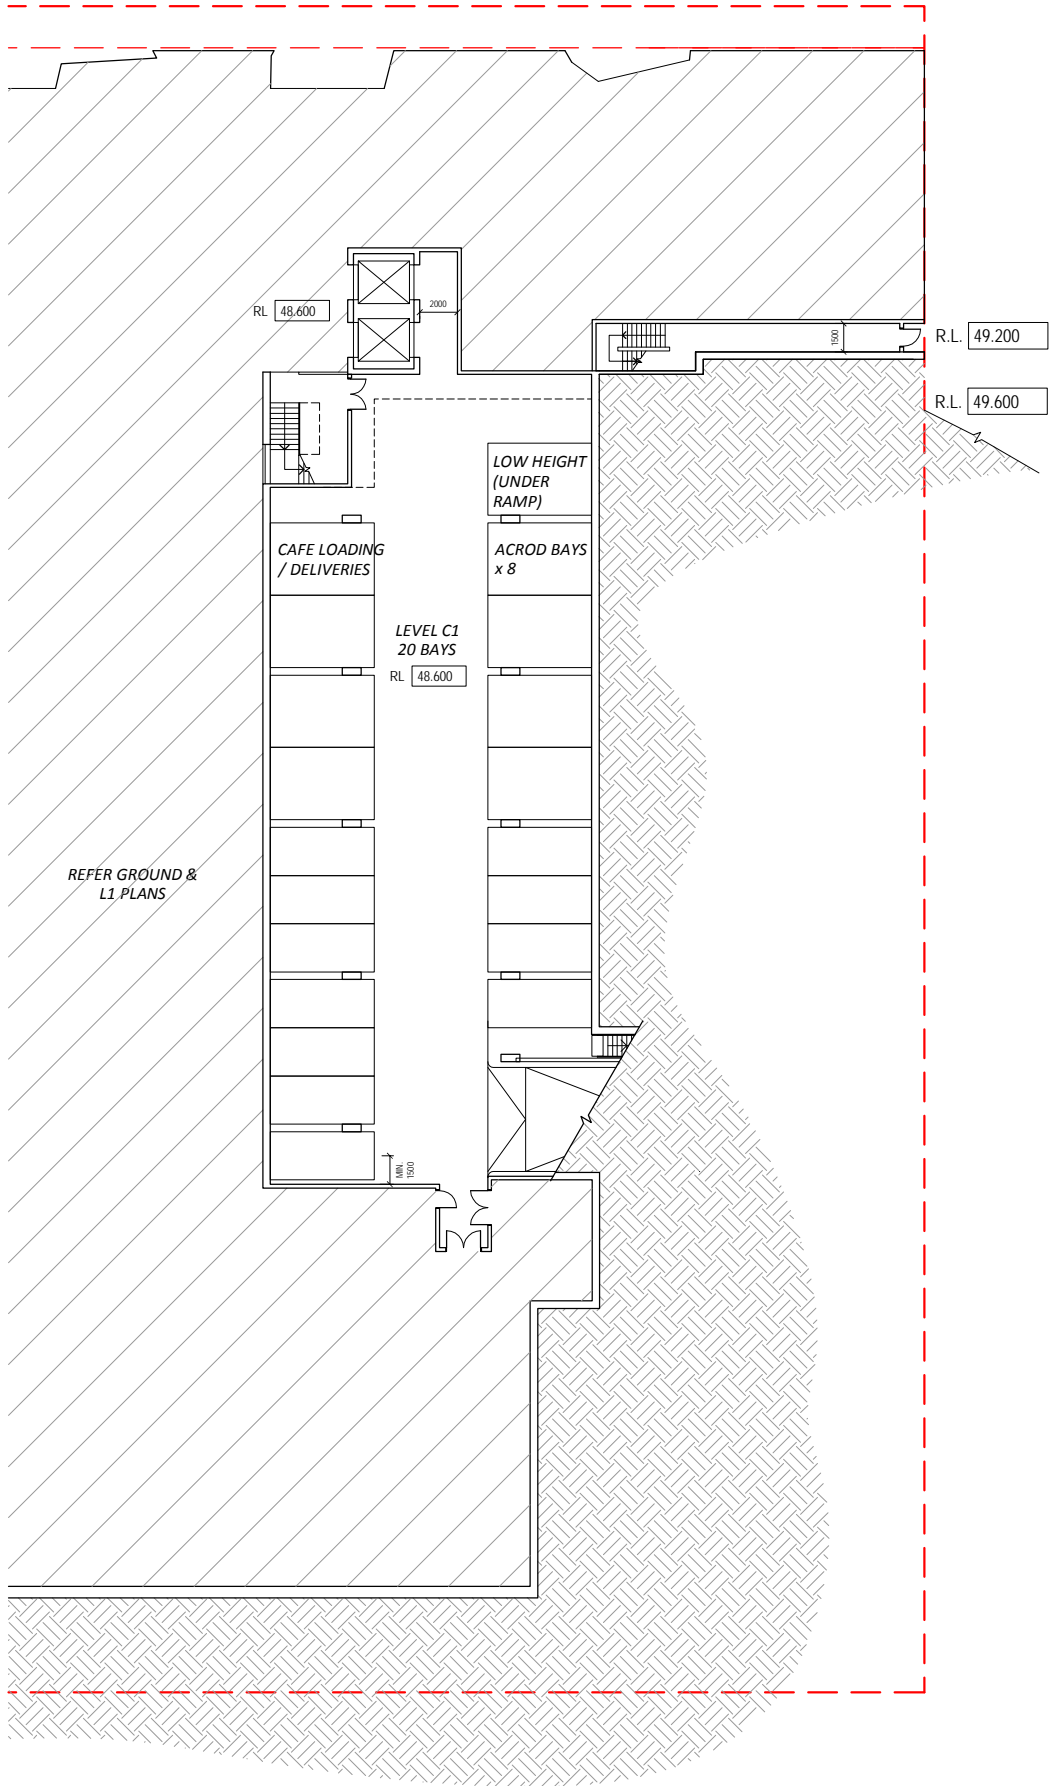 2000
RL 48.600
1500
R.L. 49.200
R.L. 49.600
LOW HEIGHT
(UNDER
RAMP)
CAFE LOADING
/ DELIVERIES
ACROD BAYS
x 8
LEVEL C1
20 BAYS
RL 48.600
REFER GROUND &
L1 PLANS
MIN.
1500